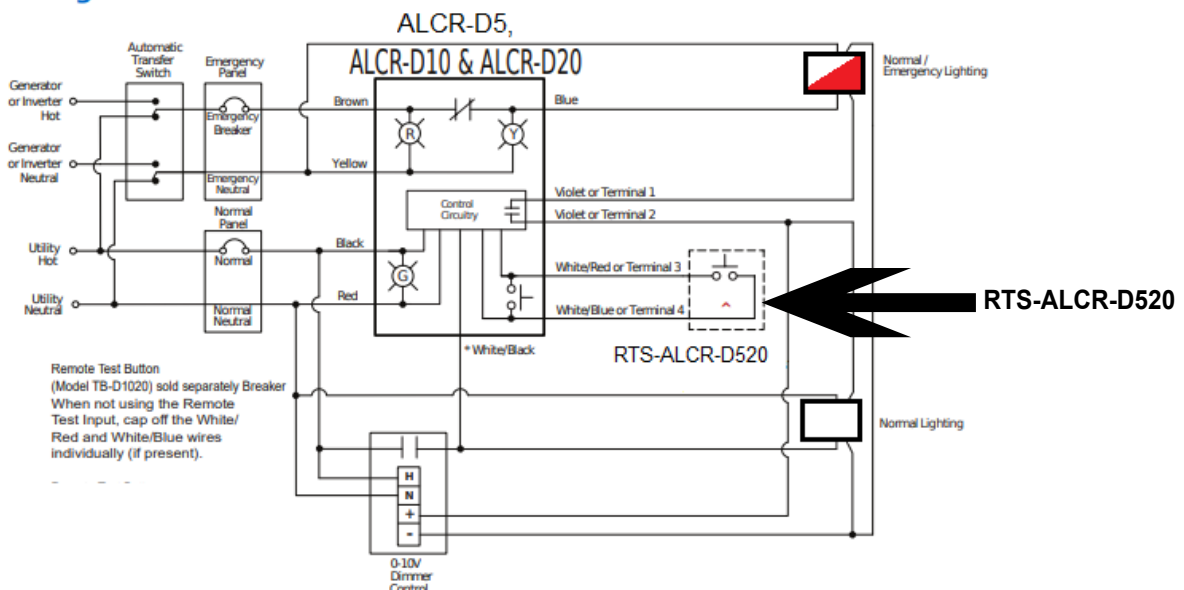 ALCR-D5,
ALCR-D10 & ALCR-D20
Automatic
Transfer
Switch
Emergency
Panel
Generator
or Inverter
Hot
Emergency
Breaker
Brown
R
Y
Blue
Normal /
Emergency Lighting
Generator
or Inverter
Neutral
Emergency
Neutral
Yellow
Normal
Panel
Control
Circuitry
Violet or Terminal 1
Violet or Terminal 2
Utility
Hot
Normal
Black
G
White/Red or Terminal 3
Utility
Neutral
Normal
Neutral
Red
White/Blue or Terminal 4
RTS-ALCR-D520
* White/Black
RTS-ALCR-D520
Remote Test Button
(Model TB-D1020) sold separately Breaker
When not using the Remote
Test Input, cap off the White/
Red and White/Blue wires
individually (if present).
Normal Lighting
H
N
+
-
0-10V
Dimmer
Control